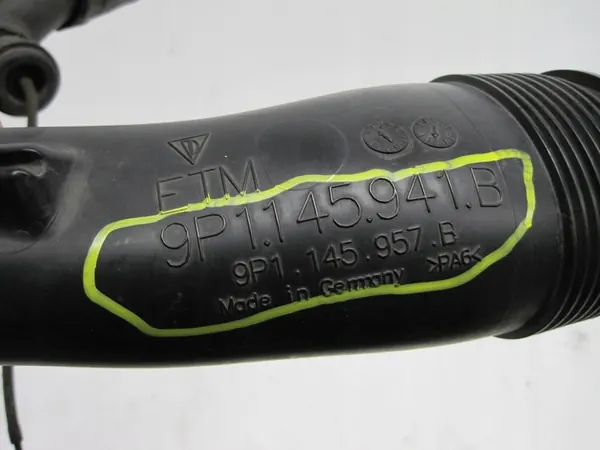 ETM
9P1.145.941.B
9P1.145.957.B
Made in Germany >PA6<